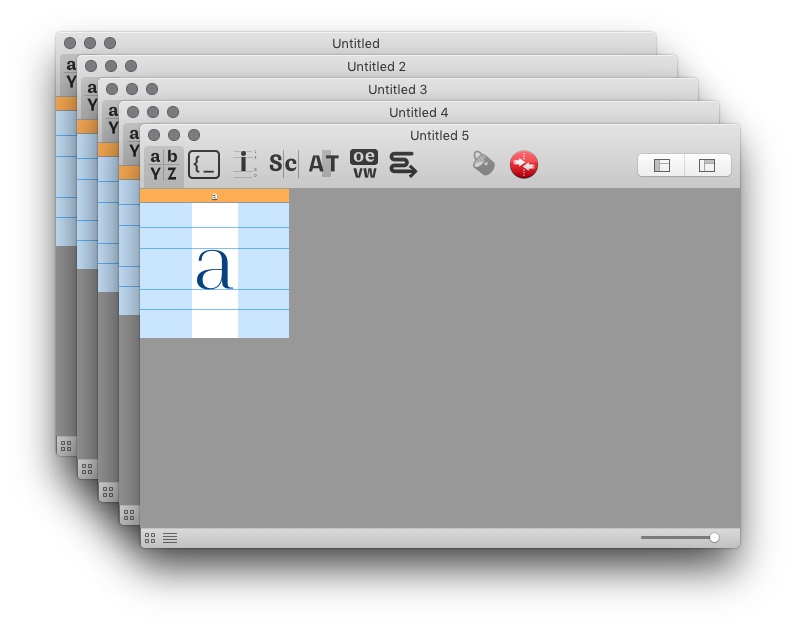 Untitled
Untitled 2
Untitled 3
Untitled 4
Untitled 5
a b
Y Z
{_
i
Sc
AT
oe
vw
a
a
a
Y
a
Y
a
a
Y